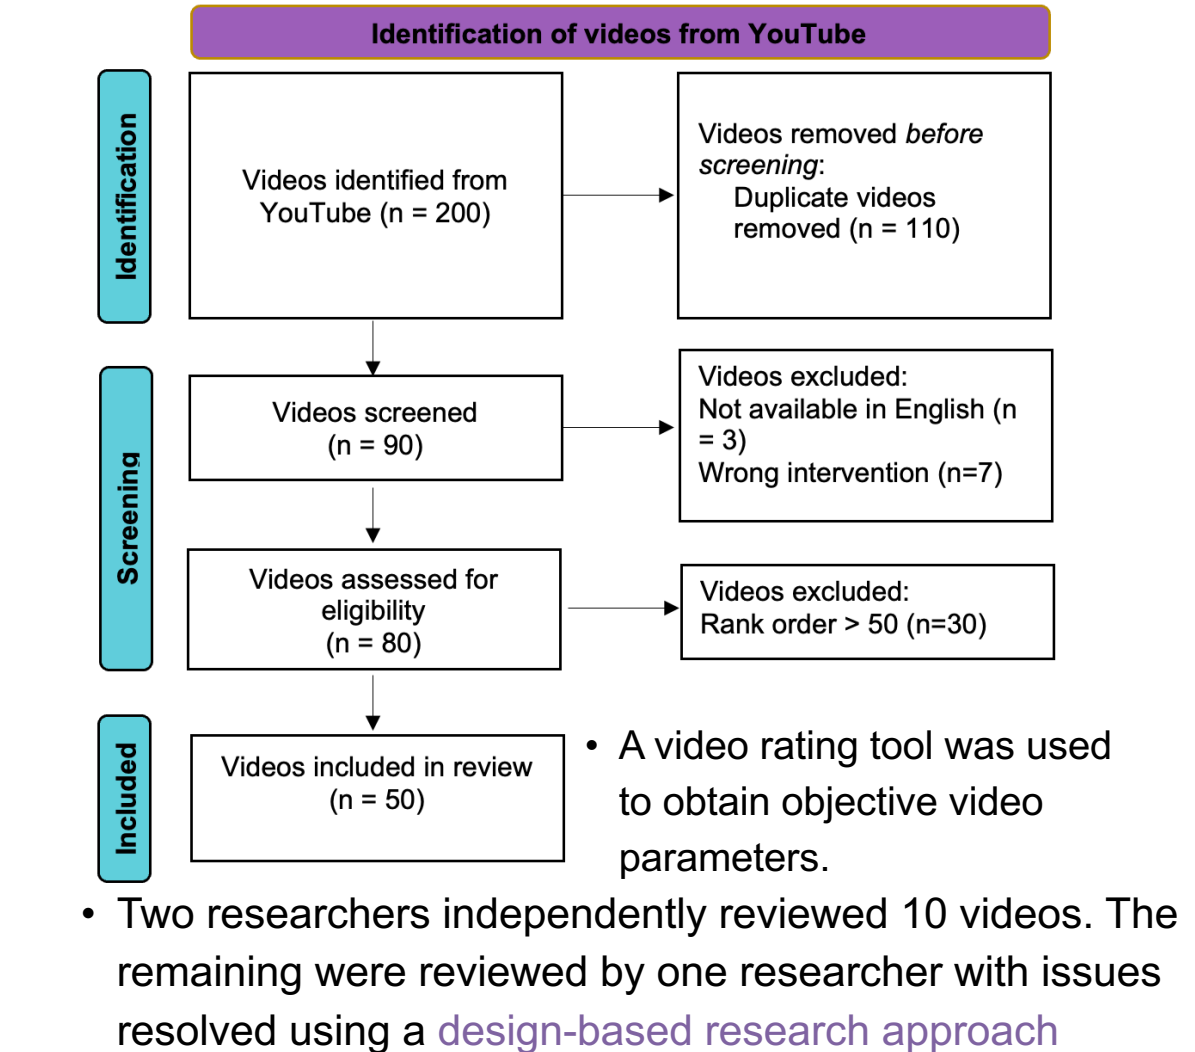 Identification of videos from YouTube
Identification
Videos identified from
YouTube (n = 200)
Videos removed before
screening:
Duplicate videos
removed (n = 110)
Screening
Videos screened
(n = 90)
Videos excluded:
Not available in English (n
= 3)
Wrong intervention (n=7)
Videos assessed for
eligibility
(n = 80)
Videos excluded:
Rank order > 50 (n=30)
Included
Videos included in review
(n = 50)
• A video rating tool was used
to obtain objective video
parameters.
• Two researchers independently reviewed 10 videos. The
remaining were reviewed by one researcher with issues
resolved using a design-based research approach